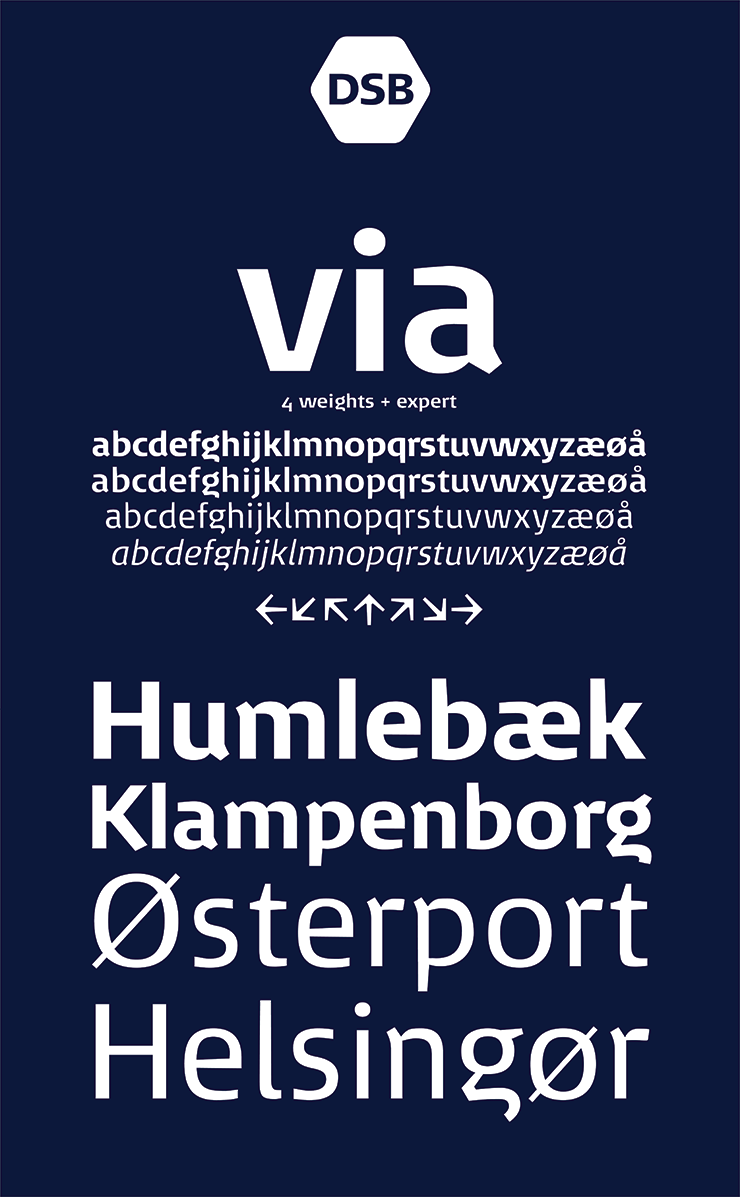 DSB
via
4 weights + expert
abcdefghijklmnopqrstuvwxyzæøå
abcdefghijklmnopqrstuvwxyzæøå
abcdefghijklmnopqrstuvwxyzæøå
abcdefghijklmnopqrstuvwxyzæøå
←↙↖↑↗↘→
Humlebæk
Klampenborg
Østerport
Helsingør